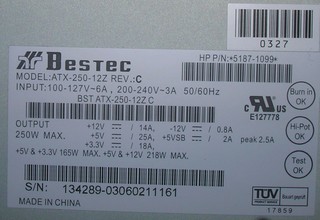 0327
BESTEC
HP P/N:*5187-1099*
MODEL:ATX-250-12Z REV.:C
INPUT:100-127V~6A, 200-240V~3A 50/60Hz
BST ATX-250-12Z C
Burn in OK
c UL US
E127778
OUTPUT
250W MAX.
+12V / 14A, -12V / 0.8A
+5V / 25A, +5VSB / 2A peak 2.5A
+3.3V / 18A,
+5V & +3.3V 165W MAX. +5V & +12V 218W MAX.
Hi-Pot OK
Test OK
S/N: 134289-03060211161
MADE IN CHINA
TÜV
17859